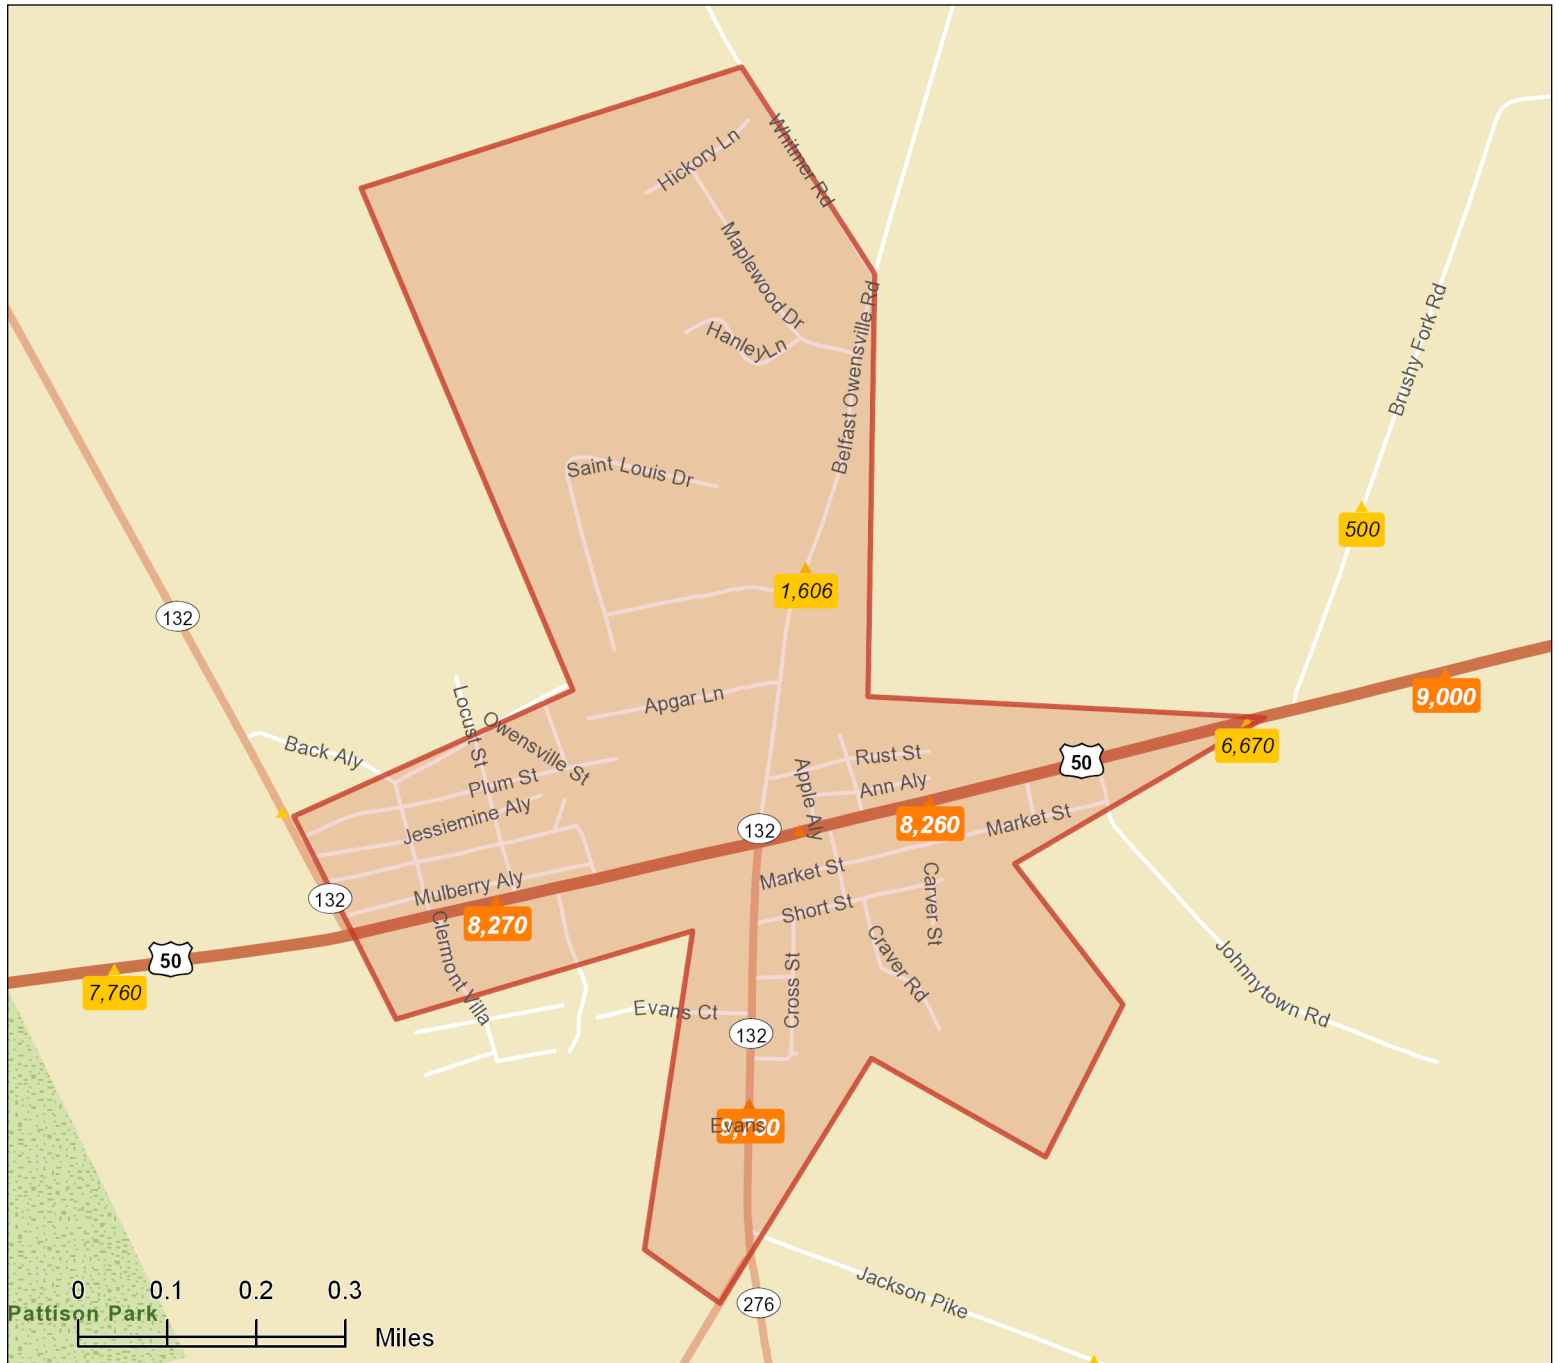 Whitmer Rd
Hickory Ln
Maplewood Dr
Hanley Ln
Belfast Owensville Rd
Brushy Fork Rd
Saint Louis Dr
500
1,606
132
9,000
Apgar Ln
Locust St
Owensville St
Back Aly
6,670
50
Rust St
Plum St
Apple Aly
Ann Aly
Jessiemine Aly
8,260
Market St
132
Mulberry Aly
Market St
132
8,270
Short St
Carver St
Clermont Villa
50
7,760
Craver Rd
Cross St
Johnnytown Rd
Evans Ct
132
Evans
Jackson Pike
276
0 0.1 0.2 0.3
Pattison Park
Miles